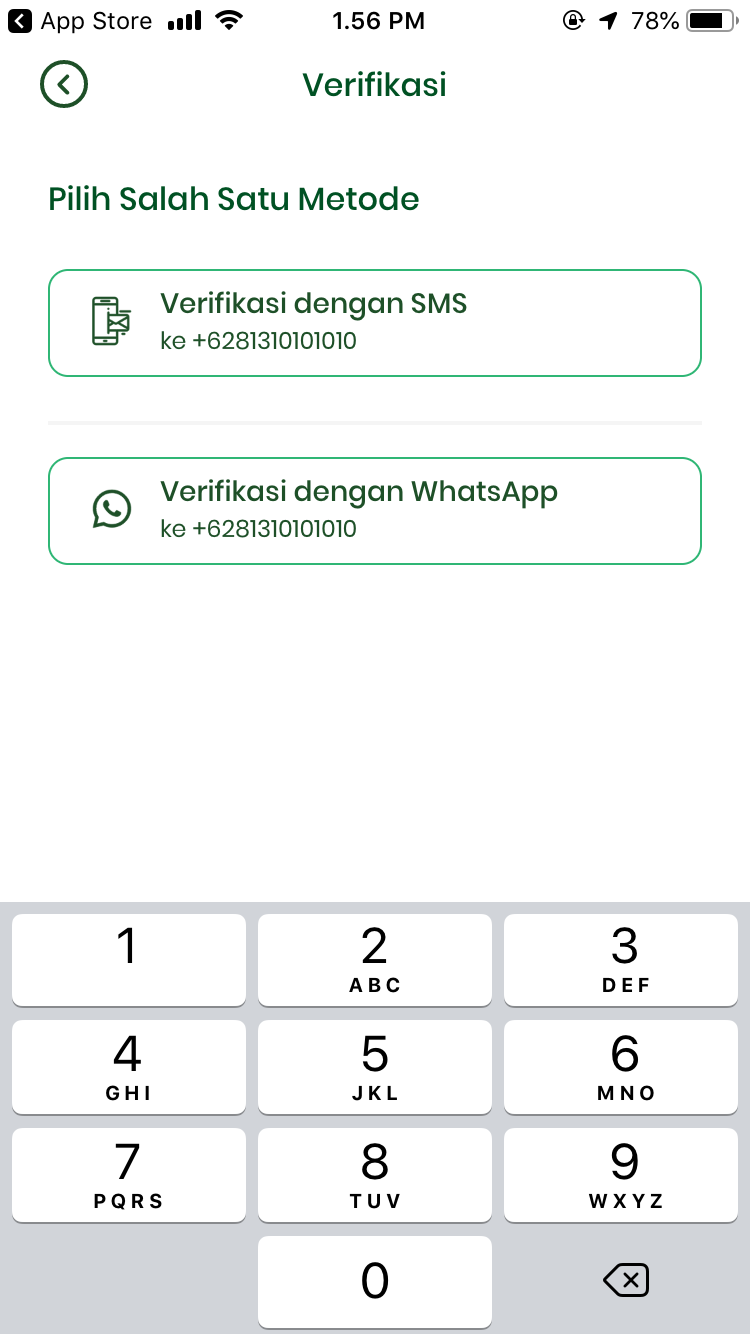 App Store
1.56 PM
78%
Verifikasi
Pilih Salah Satu Metode
Verifikasi dengan SMS
ke +6281310101010
Verifikasi dengan WhatsApp
ke +6281310101010
1
2
ABC
3
DEF
4
GHI
5
JKL
6
MNO
7
PQRS
8
TUV
9
WXYZ
0